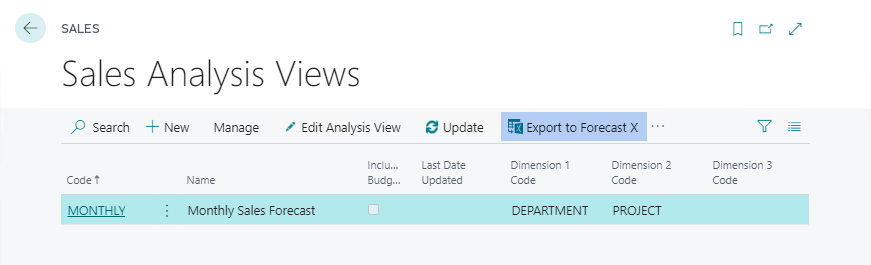 SALES
Sales Analysis Views
Search New Manage Edit Analysis View Update Export to Forecast X ...
Code↑ Name Inclu... Budg... Last Date Updated Dimension 1 Code Dimension 2 Code Dimension 3 Code
MONTHLY Monthly Sales Forecast DEPARTMENT PROJECT